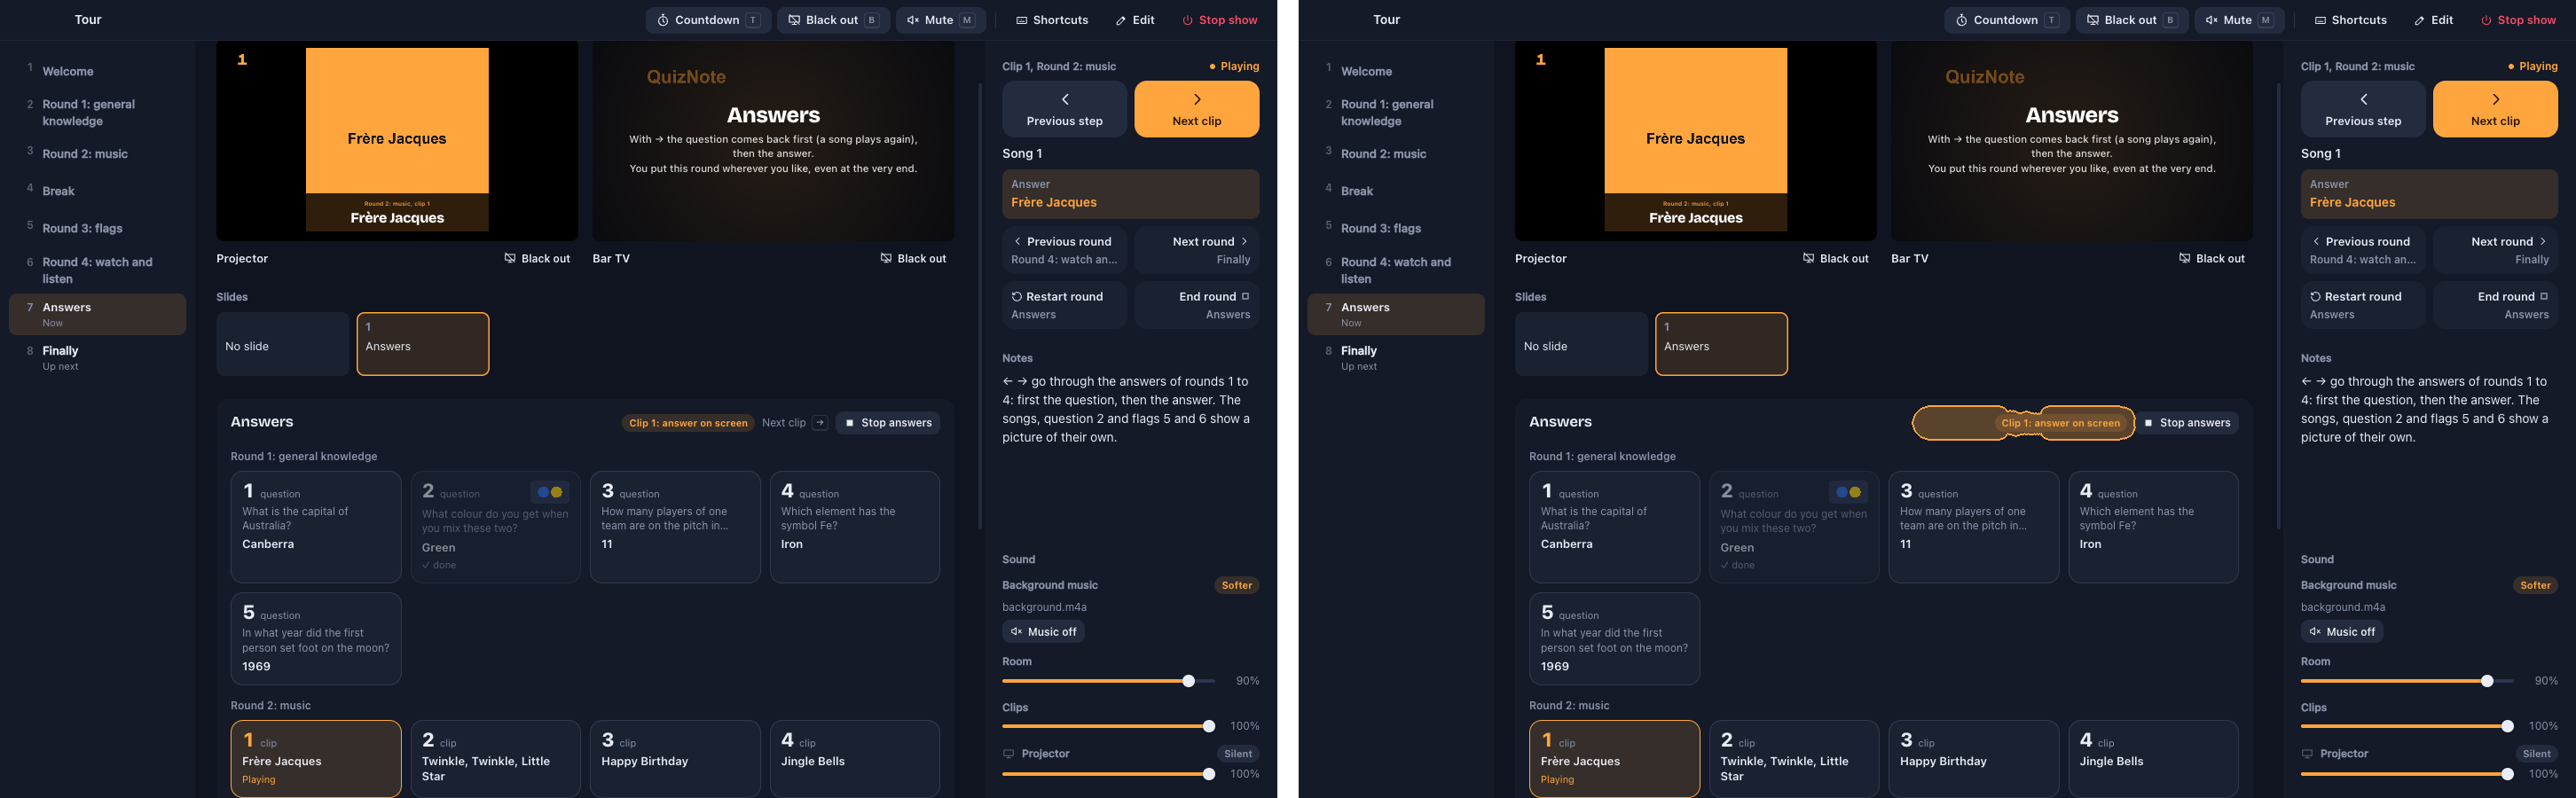 Tour
Countdown T
Black out B
Mute M
Shortcuts
Edit
Stop show
1 Welcome
2 Round 1: general
knowledge
3 Round 2: music
4 Break
5 Round 3: flags
6 Round 4: watch and
listen
7 Answers
Now
8 Finally
Up next
1
Frère Jacques
Round 2: music, clip 1
Frère Jacques
Projector
Black out
QuizNote
Answers
With → the question comes back first (a song plays again),
then the answer.
You put this round wherever you like, even at the very end.
Bar TV
Black out
Slides
No slide
1
Answers
Answers
Clip 1: answer on screen
Next clip →
Stop answers
Round 1: general knowledge
1 question
What is the capital of
Australia?
Canberra
2 question
What colour do you get when
you mix these two?
Green
✓ done
3 question
How many players of one
team are on the pitch in...
11
4 question
Which element has the
symbol Fe?
Iron
5 question
In what year did the first
person set foot on the moon?
1969
Round 2: music
1 clip
Frère Jacques
Playing
2 clip
Twinkle, Twinkle, Little
Star
3 clip
Happy Birthday
4 clip
Jingle Bells
Clip 1, Round 2: music
Playing
Previous step
Next clip
Song 1
Answer
Frère Jacques
Previous round
Round 4: watch an...
Next round
Finally
Restart round
Answers
End round
Answers
Notes
← → go through the answers of rounds 1 to
4: first the question, then the answer. The
songs, question 2 and flags 5 and 6 show a
picture of their own.
Sound
Background music
Softer
background.m4a
Music off
Room
90%
Clips
100%
Projector
Silent
100%
Tour
Countdown T
Black out B
Mute M
Shortcuts
Edit
Stop show
1 Welcome
2 Round 1: general
knowledge
3 Round 2: music
4 Break
5 Round 3: flags
6 Round 4: watch and
listen
7 Answers
Now
8 Finally
Up next
1
Frère Jacques
Round 2: music, clip 1
Frère Jacques
Projector
Black out
QuizNote
Answers
With → the question comes back first (a song plays again),
then the answer.
You put this round wherever you like, even at the very end.
Bar TV
Black out
Slides
No slide
1
Answers
Answers
Clip 1: answer on screen
Stop answers
Round 1: general knowledge
1 question
What is the capital of
Australia?
Canberra
2 question
What colour do you get when
you mix these two?
Green
✓ done
3 question
How many players of one
team are on the pitch in...
11
4 question
Which element has the
symbol Fe?
Iron
5 question
In what year did the first
person set foot on the moon?
1969
Round 2: music
1 clip
Frère Jacques
Playing
2 clip
Twinkle, Twinkle, Little
Star
3 clip
Happy Birthday
4 clip
Jingle Bells
Clip 1, Round 2: music
Playing
Previous step
Next clip
Song 1
Answer
Frère Jacques
Previous round
Round 4: watch an...
Next round
Finally
Restart round
Answers
End round
Answers
Notes
← → go through the answers of rounds 1 to
4: first the question, then the answer. The
songs, question 2 and flags 5 and 6 show a
picture of their own.
Sound
Background music
Softer
background.m4a
Music off
Room
90%
Clips
100%
Projector
Silent
100%